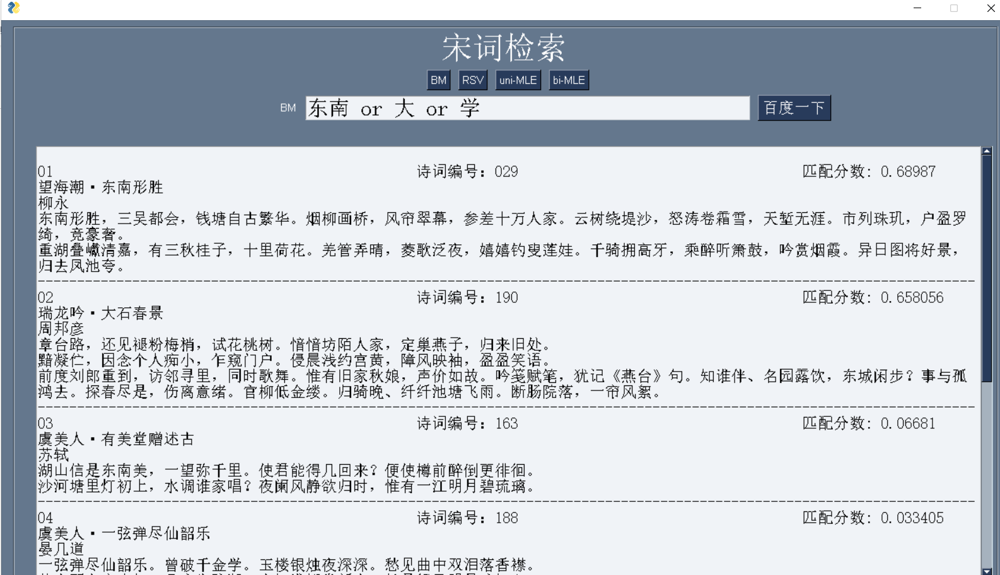 宋词检索
BM RSV uni-MLE bi-MLE
BM 东南 or 大 or 学 百度一下
01 诗词编号：029 匹配分数: 0.68987
望海潮·东南形胜
柳永
东南形胜，三吴都会，钱塘自古繁华。烟柳画桥，风帘翠幕，参差十万人家。云树绕堤沙，怒涛卷霜雪，天堑无涯。市列珠玑，户盈罗
绮，竞豪奢。
重湖叠巘清嘉，有三秋桂子，十里荷花。羌管弄晴，菱歌泛夜，嬉嬉钓叟莲娃。千骑拥高牙，乘醉听箫鼓，吟赏烟霞。异日图将好景，
归去凤池夸。
02 诗词编号：190 匹配分数: 0.658056
瑞龙吟·大石春景
周邦彦
章台路，还见褪粉梅梢，试花桃树。愔愔坊陌人家，定巢燕子，归来旧处。
黯凝伫，因念个人痴小，乍窥门户。侵晨浅约宫黄，障风映袖，盈盈笑语。
前度刘郎重到，访邻寻里，同时歌舞。惟有旧家秋娘，声价如故。吟笺赋笔，犹记《燕台》句。知谁伴、名园露饮，东城闲步？事与孤
鸿去。探春尽是，伤离意绪。官柳低金缕。归骑晚、纤纤池塘飞雨。断肠院落，一帘风絮。
03 诗词编号：163 匹配分数: 0.06681
虞美人·有美堂赠述古
苏轼
湖山信是东南美，一望弥千里。使君能得几回来？便使樽前醉倒更徘徊。
沙河塘里灯初上，水调谁家唱？夜阑风静欲归时，惟有一江明月碧琉璃。
04 诗词编号：188 匹配分数: 0.033405
虞美人·一弦弹尽仙韶乐
晏几道
一弦弹尽仙韶乐。曾破千金学。玉楼银烛夜深深。愁见曲中双泪落香襟。